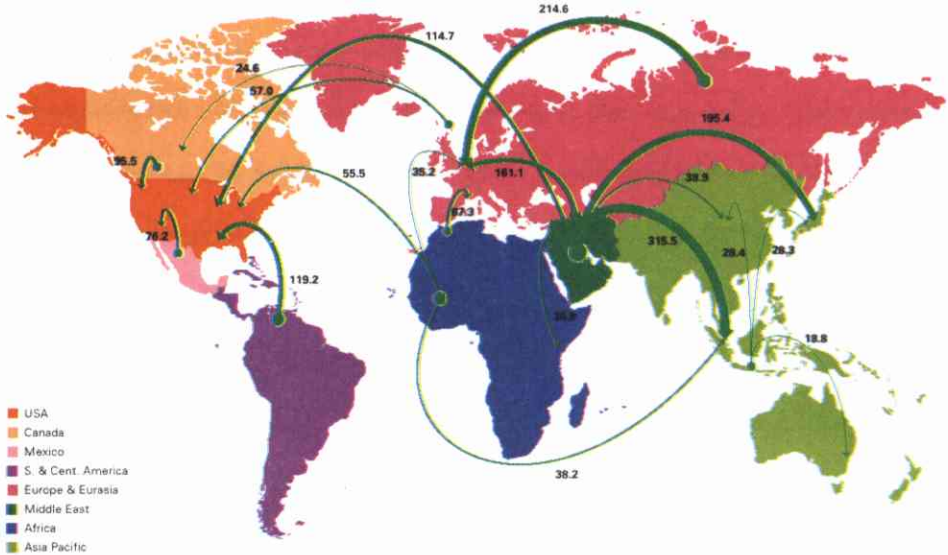 214.6
114.7
24.6
57.0
195.4
95.5
55.5
35.2
161.1
38.9
67.3
76.2
315.5
28.4
28.3
119.2
18.8
38.2
USA
Canada
Mexico
S. & Cent. America
Europe & Eurasia
Middle East
Africa
Asia Pacific